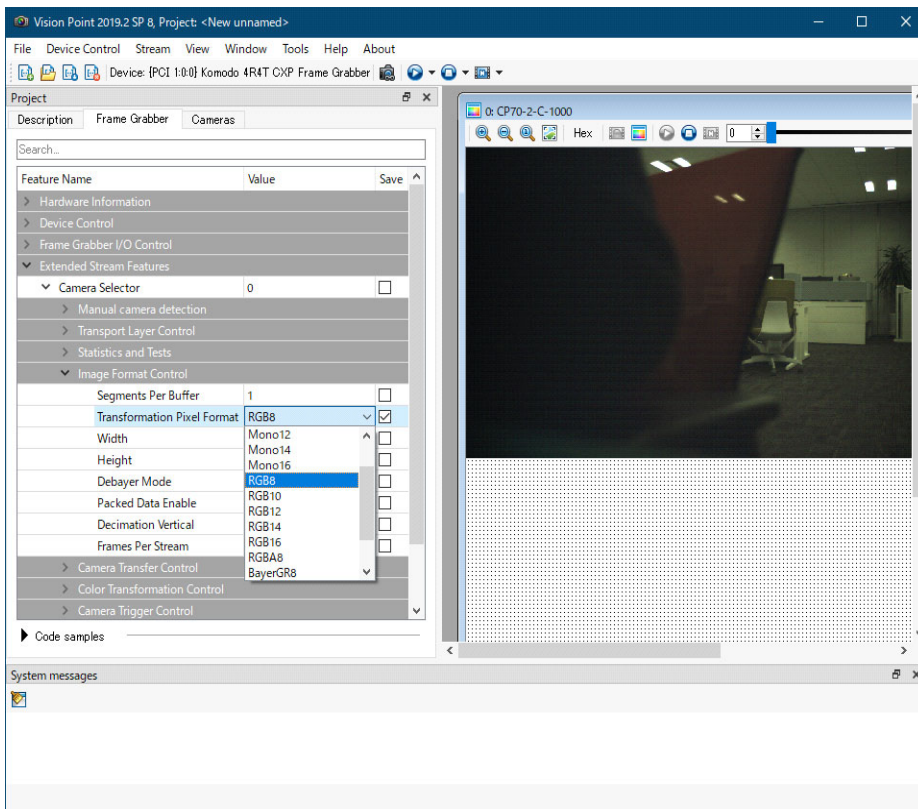 Vision Point 2019.2 SP 8, Project: <New unnamed>
File Device Control Stream View Window Tools Help About
Device: {PCI 1:0:0} Komodo 4R4T CXP Frame Grabber
Project
Description Frame Grabber Cameras
Search...
Feature Name Value Save
Hardware Information
Device Control
Frame Grabber I/O Control
Extended Stream Features
Camera Selector 0
Manual camera detection
Transport Layer Control
Statistics and Tests
Image Format Control
Segments Per Buffer 1
Transformation Pixel Format RGB8
Width
Height
Debayer Mode
Packed Data Enable
Decimation Vertical
Frames Per Stream
Mono12
Mono14
Mono16
RGB8
RGB10
RGB12
RGB14
RGB16
RGBA8
BayerGR8
Camera Transfer Control
Color Transformation Control
Camera Trigger Control
Code samples
0: CP70-2-C-1000
Hex 0
System messages